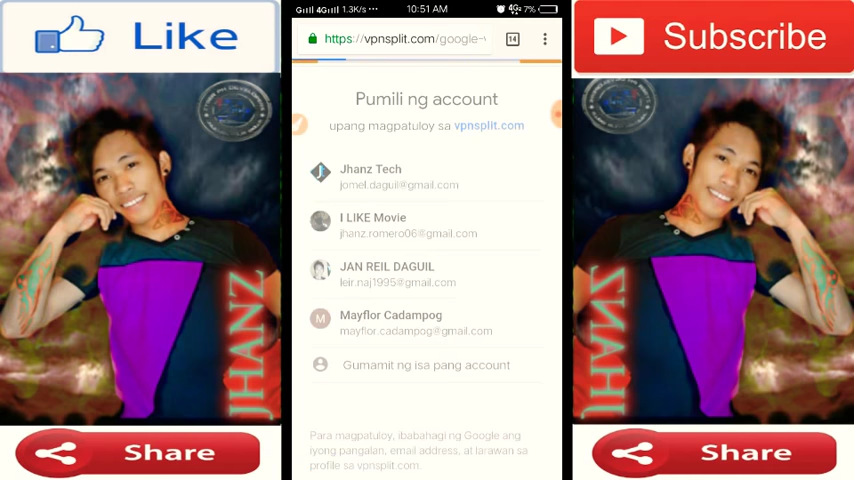 Like
JHANZ
Share
10:51 AM
1.3K/s
7%
https://vpnsplit.com/google-
14
Pumili ng account
upang magpatuloy sa vpnsplit.com
Jhanz Tech
jomel.daguil@gmail.com
I LIKE Movie
jhanz.romero06@gmail.com
JAN REIL DAGUIL
leir.naj1995@gmail.com
M
Mayflor Cadampog
mayflor.cadampog@gmail.com
Gumamit ng isa pang account
Para magpatuloy, ibabahagi ng Google ang
iyong pangalan, email address, at larawan sa
profile sa vpnsplit.com.
Subscribe
JHANZ
Share